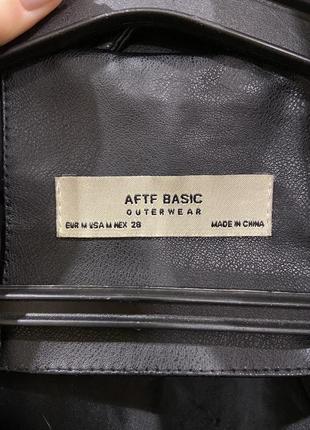 AFTF BASIC
OUTERWEAR
EUR M USA M MEX 28 MADE IN CHINA